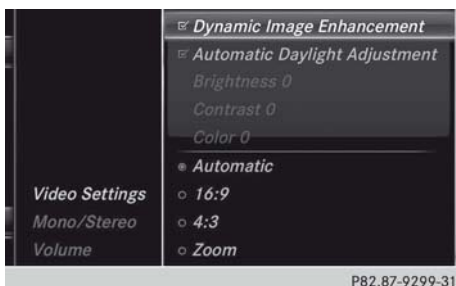 Dynamic Image Enhancement
Automatic Daylight Adjustment
Brightness 0
Contrast 0
Color 0
Automatic
Video Settings
16:9
Mono/Stereo
4:3
Volume
Zoom
P82.87-9299-31